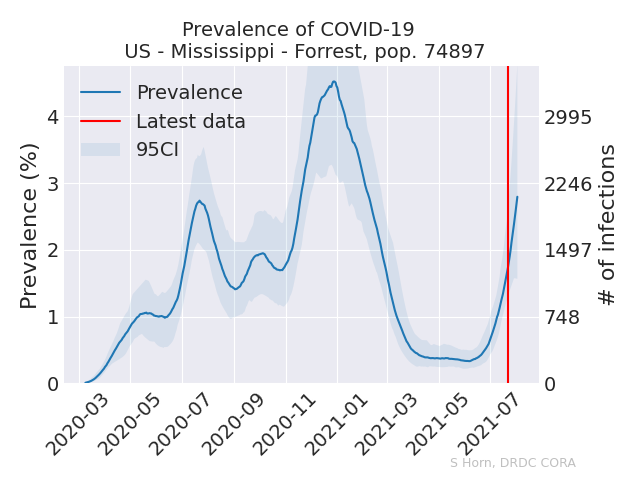 Prevalence of COVID-19
US - Mississippi - Forrest, pop. 74897
Prevalence
Latest data
95CI
Prevalence (%)
4
3
2
1
0
2995
2246
1497
748
0
# of infections
2020-03
2020-05
2020-07
2020-09
2020-11
2021-01
2021-03
2021-05
2021-07
S Horn, DRDC CORA